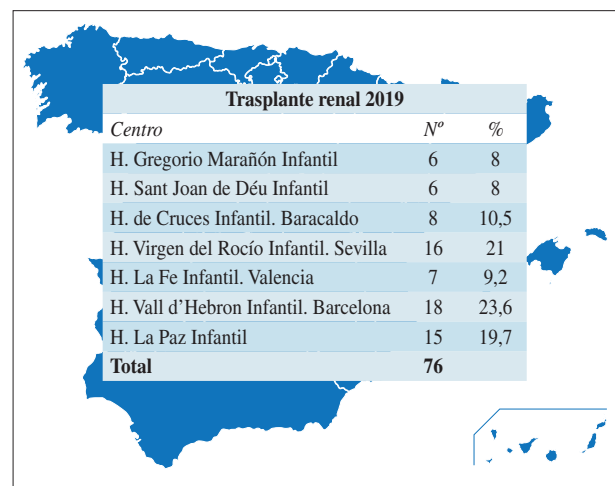 Trasplante renal 2019
Centro Nº %
H. Gregorio Marañón Infantil 6 8
H. Sant Joan de Déu Infantil 6 8
H. de Cruces Infantil. Baracaldo 8 10,5
H. Virgen del Rocío Infantil. Sevilla 16 21
H. La Fe Infantil. Valencia 7 9,2
H. Vall d’Hebron Infantil. Barcelona 18 23,6
H. La Paz Infantil 15 19,7
Total 76